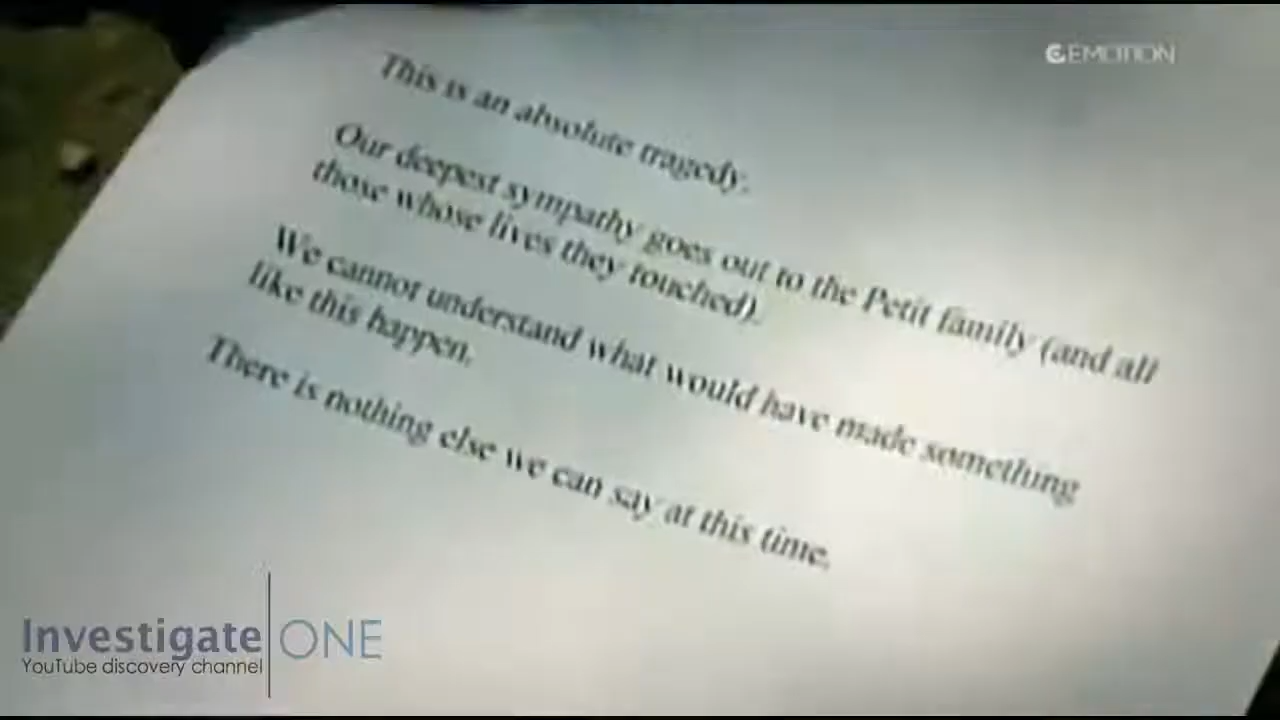 EMOTION
This is an absolute tragedy.
Our deepest sympathy goes out to the Petit family (and all
those whose lives they touched).
We cannot understand what would have made something
like this happen.
There is nothing else we can say at this time.
Investigate ONE
YouTube discovery channel